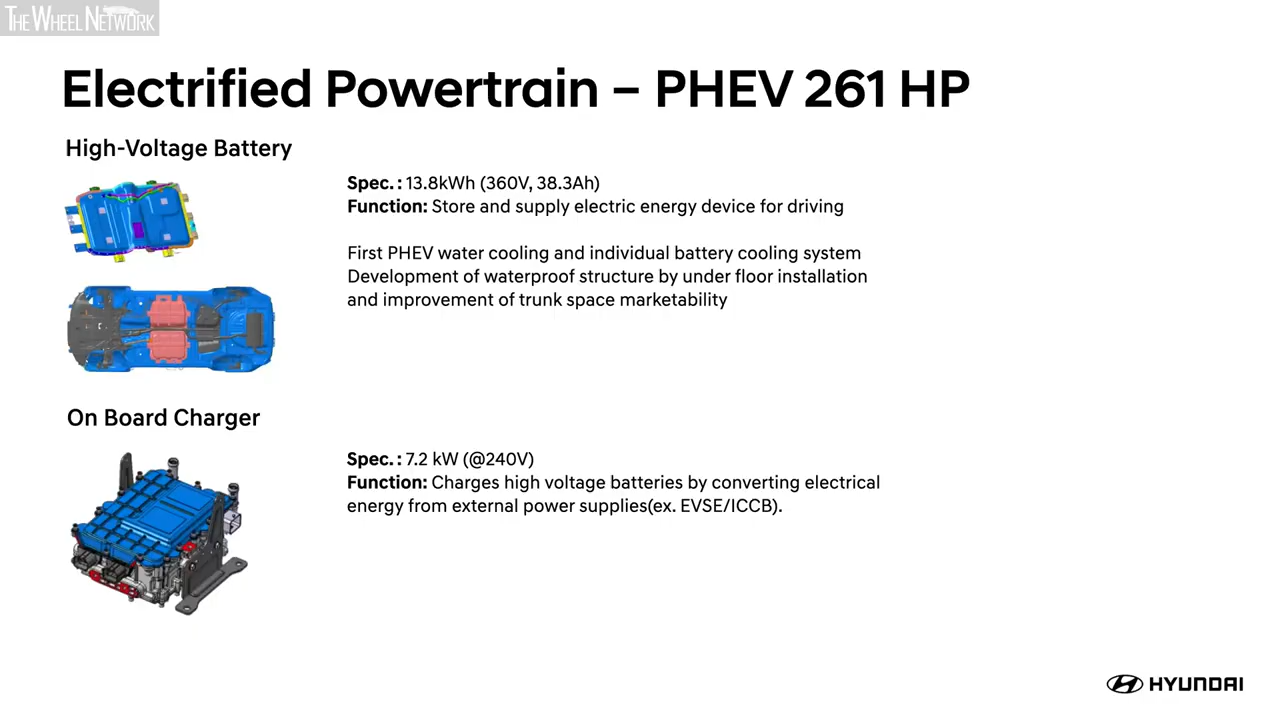 THE WHEEL NETWORK
Electrified Powertrain – PHEV 261 HP
High-Voltage Battery
Spec. : 13.8kWh (360V, 38.3Ah)
Function: Store and supply electric energy device for driving
First PHEV water cooling and individual battery cooling system
Development of waterproof structure by under floor installation
and improvement of trunk space marketability
On Board Charger
Spec. : 7.2 kW (@240V)
Function: Charges high voltage batteries by converting electrical
energy from external power supplies(ex. EVSE/ICCB).
HYUNDAI